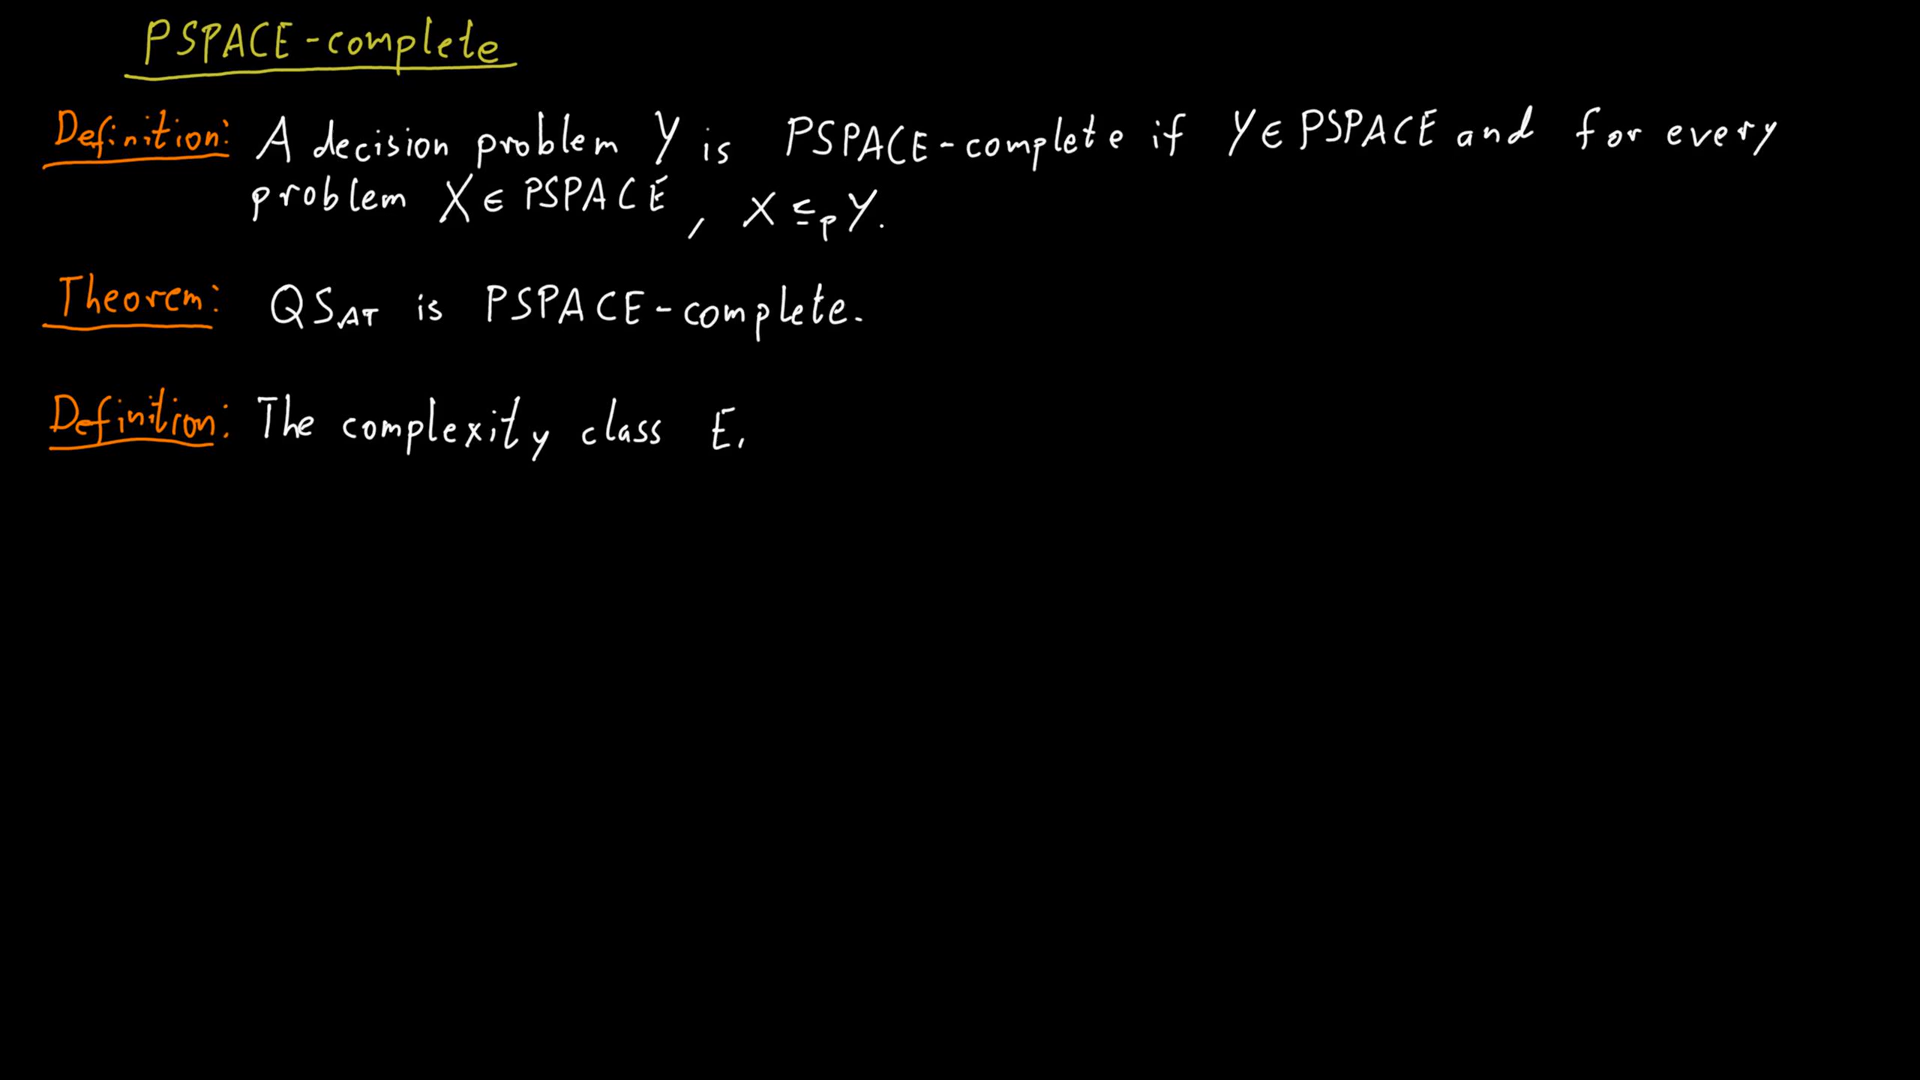 PSPACE-complete
Definition: A decision problem Y is PSPACE-complete if Y ∈ PSPACE and for every
problem X ∈ PSPACE, X ≤p Y.
Theorem: QSAT is PSPACE-complete.
Definition: The complexity class E,